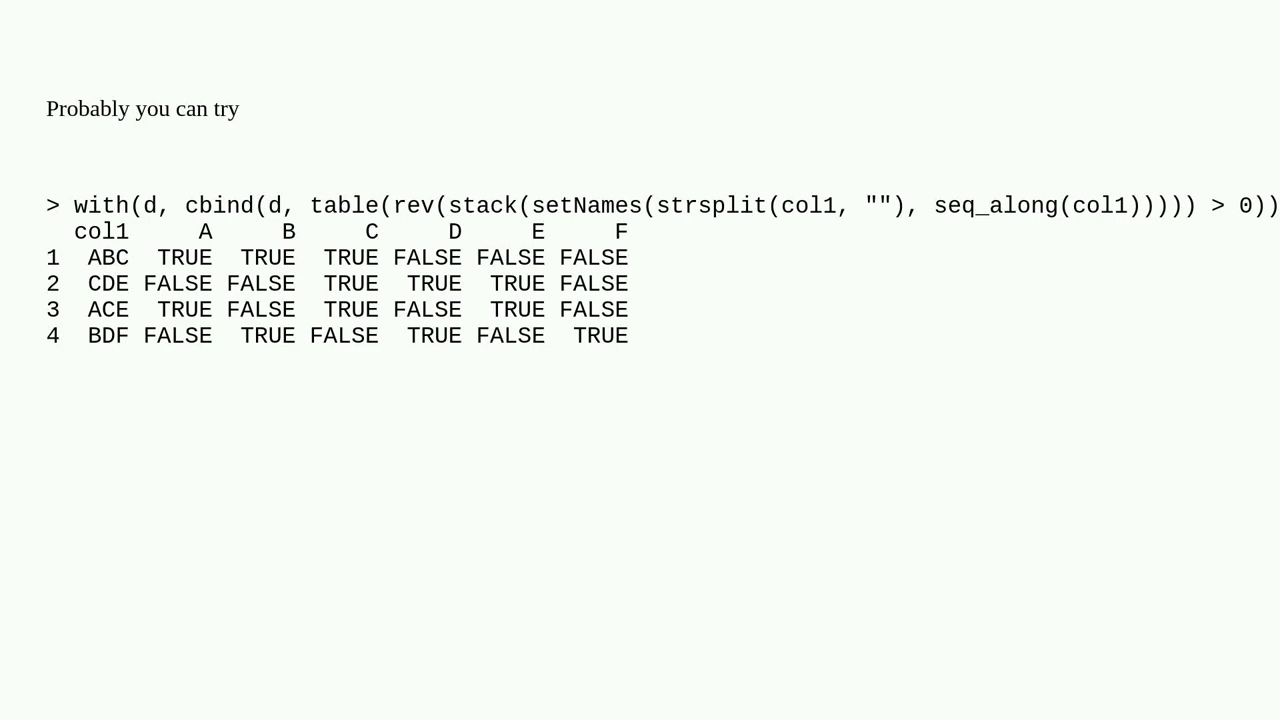 Probably you can try
> with(d, cbind(d, table(rev(stack(setNames(strsplit(col1, ""), seq_along(col1))))) > 0))
  col1     A     B     C     D     E     F
1  ABC  TRUE  TRUE  TRUE FALSE FALSE FALSE
2  CDE FALSE FALSE  TRUE  TRUE  TRUE FALSE
3  ACE  TRUE FALSE  TRUE FALSE  TRUE FALSE
4  BDF FALSE  TRUE FALSE  TRUE FALSE  TRUE